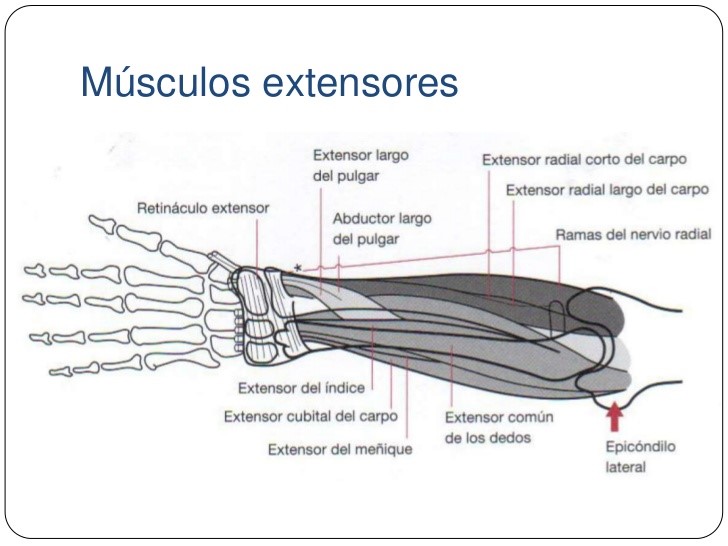 Músculos extensores
Extensor largo
del pulgar
Extensor radial corto del carpo
Extensor radial largo del carpo
Retináculo extensor
Abductor largo
del pulgar
Ramas del nervio radial
*
Extensor del índice
Extensor cubital del carpo
Extensor del meñique
Extensor común
de los dedos
Epicóndilo
lateral